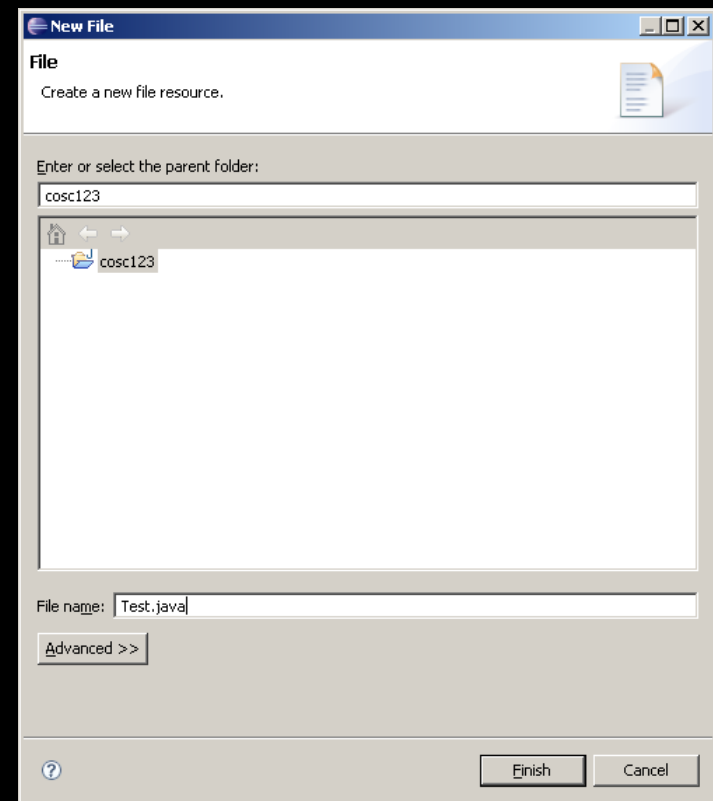 New File
File
Create a new file resource.
Enter or select the parent folder:
cosc123
cosc123
File name: Test.java
Advanced >>
Finish Cancel